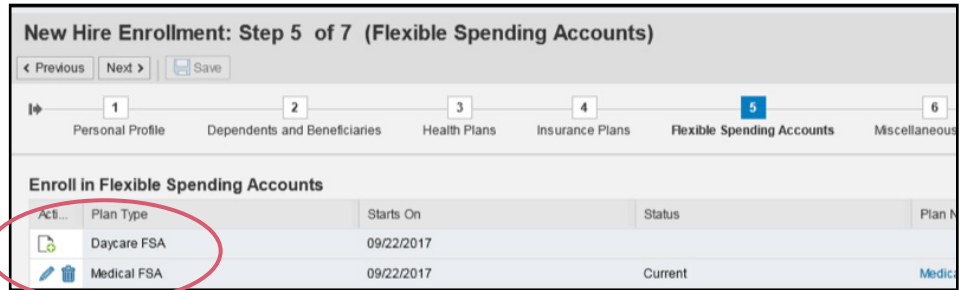 New Hire Enrollment: Step 5 of 7 (Flexible Spending Accounts)
< Previous Next > Save
1 2 3 4 5 6
Personal Profile Dependents and Beneficiaries Health Plans Insurance Plans Flexible Spending Accounts Miscellaneous
Enroll in Flexible Spending Accounts
Acti... Plan Type Starts On Status Plan N
Daycare FSA 09/22/2017
Medical FSA 09/22/2017 Current Medica